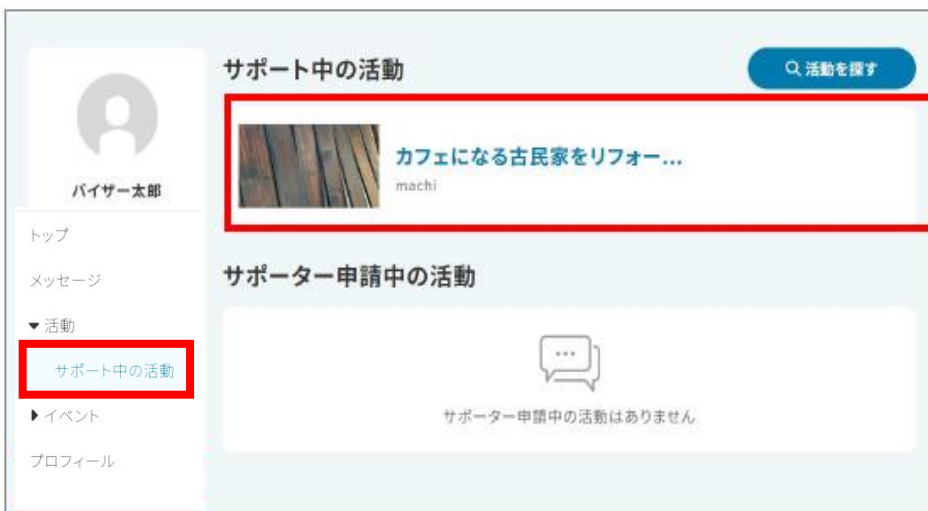 バイザー太郎
トップ
メッセージ
▼活動
サポート中の活動
▶イベント
プロフィール
サポート中の活動
活動を探す
カフェになる古民家をリフォー...
machi
サポーター申請中の活動
サポーター申請中の活動はありません